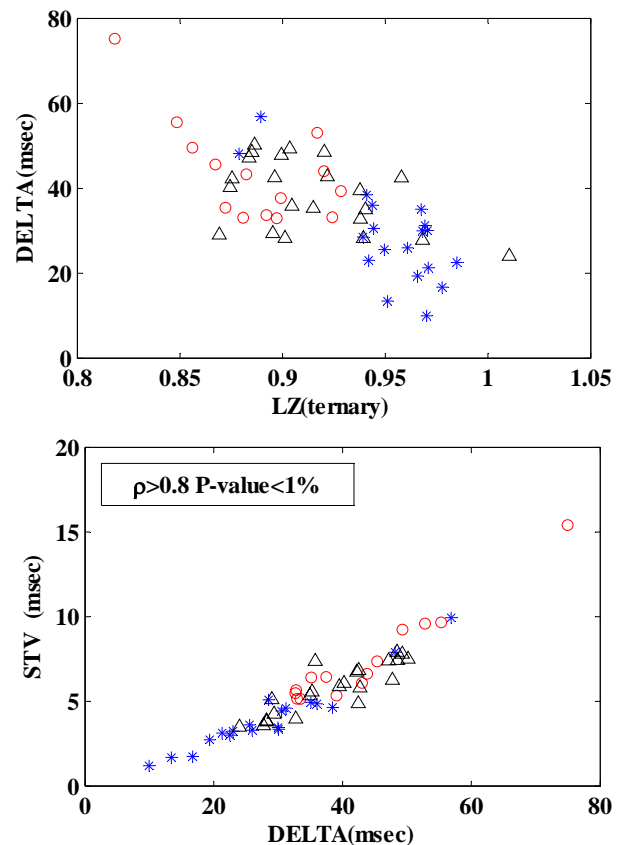 80
60
40
20
0
DELTA(msec)
0.8 0.85 0.9 0.95 1 1.05
LZ(ternary)
20
15
10
5
0
STV (msec)
ρ>0.8 P-value<1%
0 20 40 60 80
DELTA(msec)